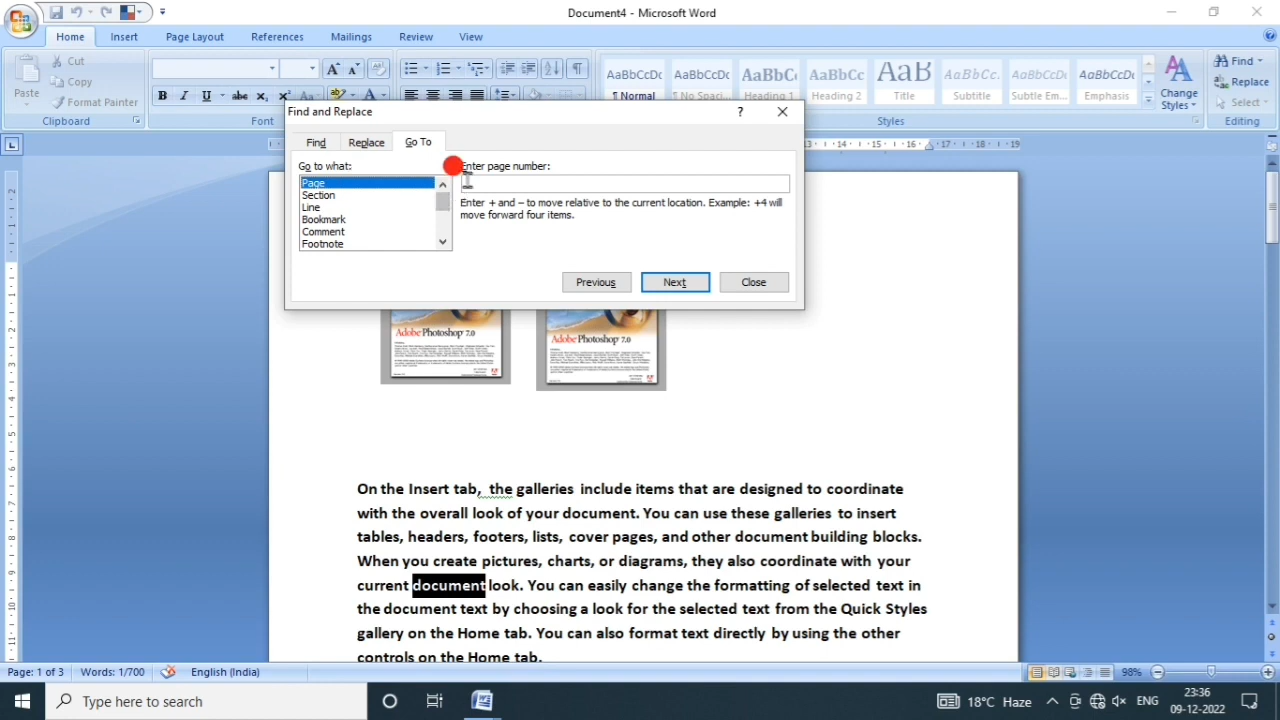 Document4 - Microsoft Word
Home Insert Page Layout References Mailings Review View
Paste
Cut
Copy
Format Painter
Clipboard
Font
AaBbCcDc AaBbCcDc AaBbC AaBbCc AaB AaBbCc. AaBbCcDc AaBbCcDc
¶ Normal ¶ No Spaci... Heading 1 Heading 2 Title Subtitle Subtle Em... Emphasis
Change
Styles
Styles
Find
Replace
Select
Editing
Find and Replace
Find Replace Go To
Go to what:
Page
Section
Line
Bookmark
Comment
Footnote
Enter page number:
Enter + and – to move relative to the current location. Example: +4 will
move forward four items.
Previous Next Close
Adobe Photoshop 7.0
Adobe Photoshop 7.0
On the Insert tab, the galleries include items that are designed to coordinate
with the overall look of your document. You can use these galleries to insert
tables, headers, footers, lists, cover pages, and other document building blocks.
When you create pictures, charts, or diagrams, they also coordinate with your
current document look. You can easily change the formatting of selected text in
the document text by choosing a look for the selected text from the Quick Styles
gallery on the Home tab. You can also format text directly by using the other
controls on the Home tab.
Page: 1 of 3 Words: 1/700 English (India) 98%
Type here to search
18°C Haze ENG
23:36
09-12-2022